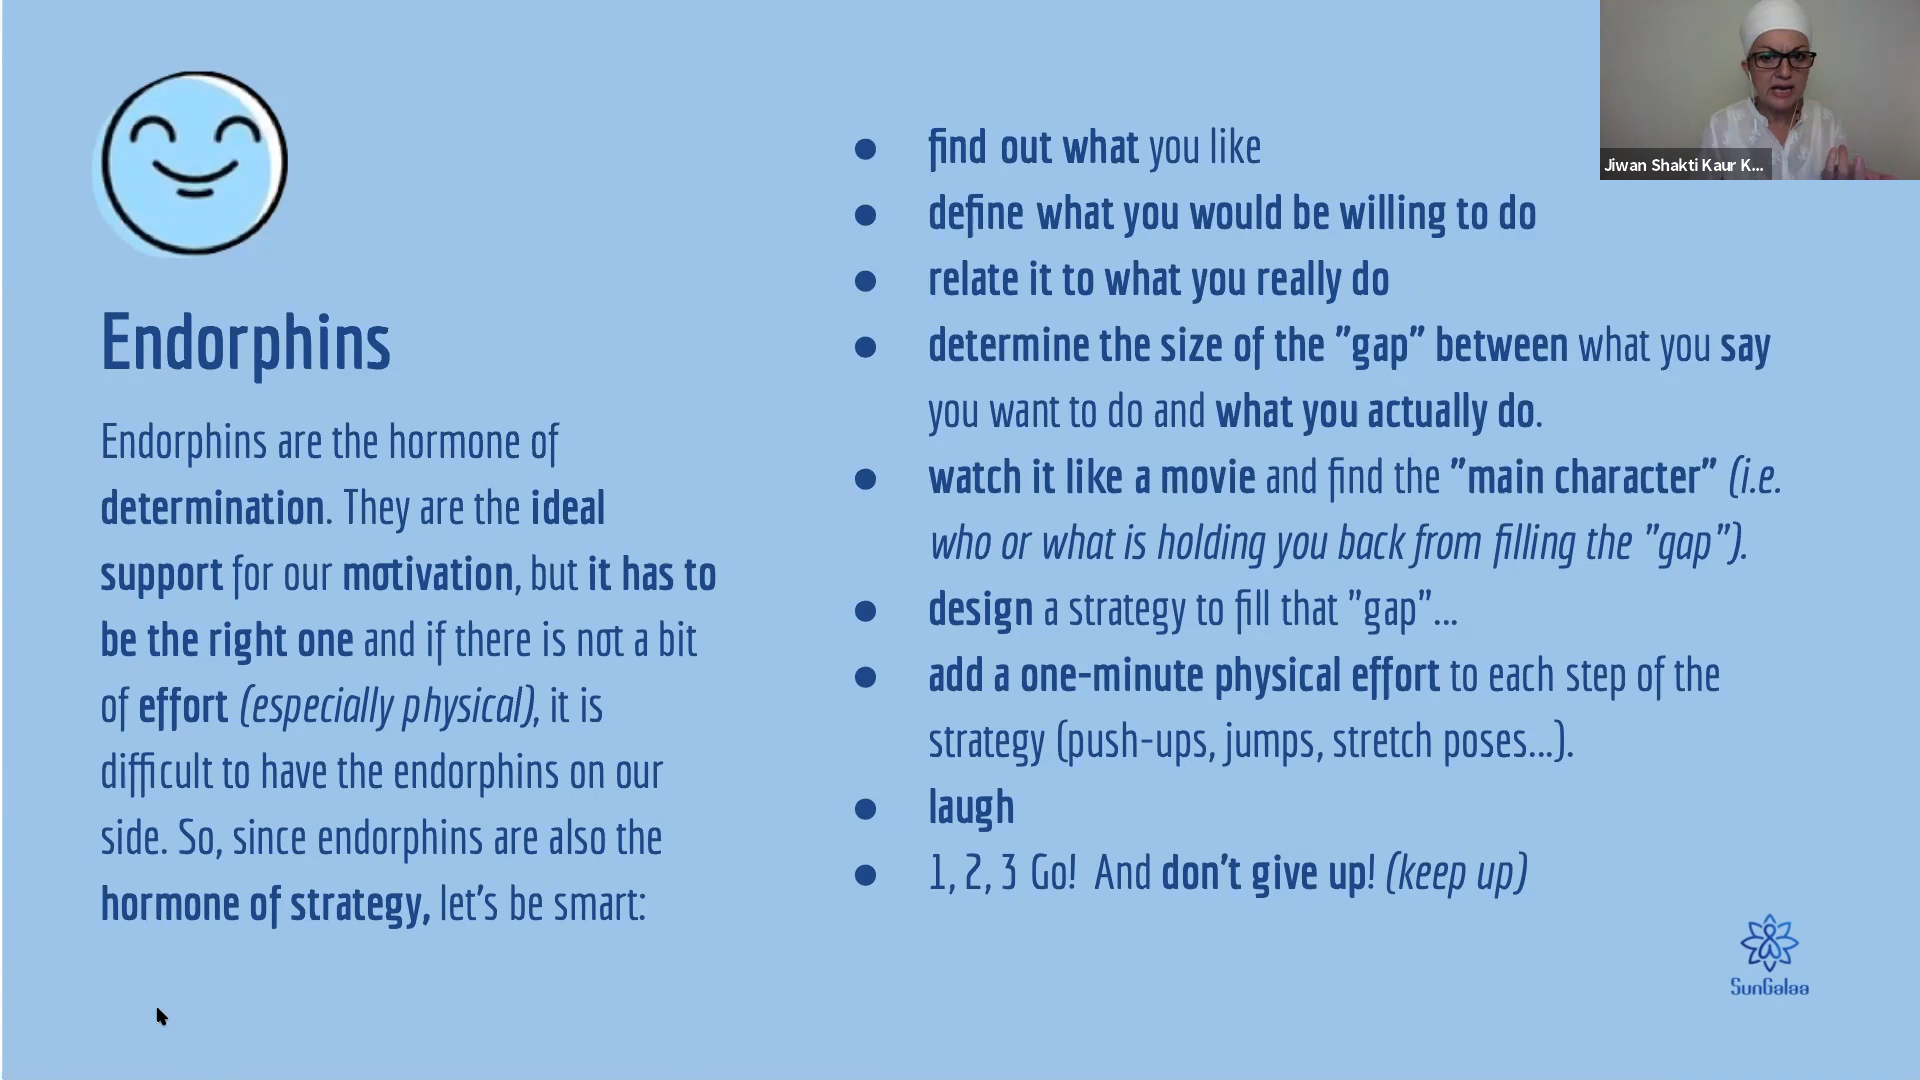 Endorphins
Endorphins are the hormone of
determination. They are the ideal
support for our motivation, but it has to
be the right one and if there is not a bit
of effort (especially physical), it is
difficult to have the endorphins on our
side. So, since endorphins are also the
hormone of strategy, let's be smart:
● find out what you like
● define what you would be willing to do
● relate it to what you really do
● determine the size of the "gap" between what you say
you want to do and what you actually do.
● watch it like a movie and find the "main character" (i.e.
who or what is holding you back from filling the "gap").
● design a strategy to fill that "gap"...
● add a one-minute physical effort to each step of the
strategy (push-ups, jumps, stretch poses...).
● laugh
● 1, 2, 3 Go! And don't give up! (keep up)
Jiwan Shakti Kaur K...
SunGalaa